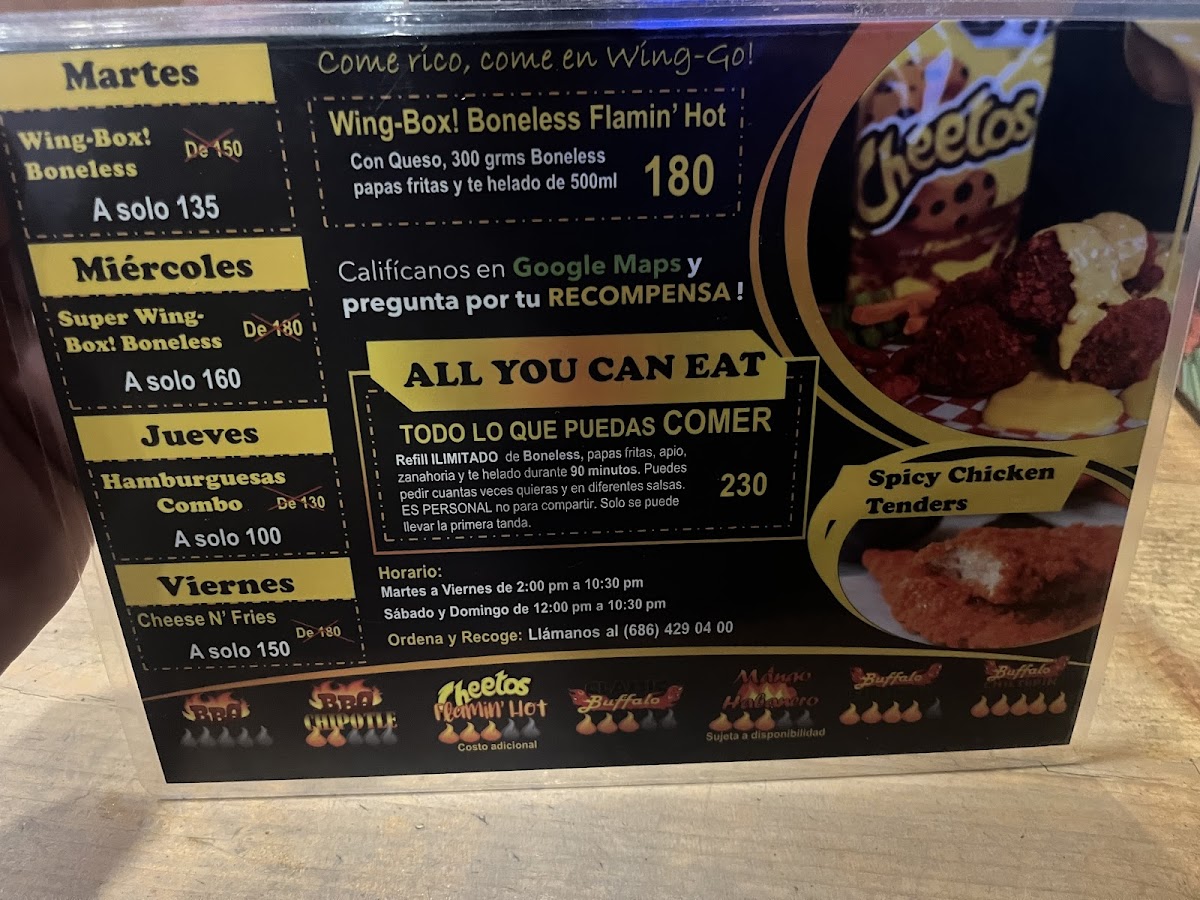 Martes
Wing-Box!
Boneless
De 150
A solo 135
Miércoles
Super Wing-
Box! Boneless
De 180
A solo 160
Jueves
Hamburguesas
Combo
De 130
A solo 100
Viernes
Cheese N' Fries
De 180
A solo 150
Come rico, come en Wing-Go!
Wing-Box! Boneless Flamin' Hot
Con Queso, 300 grms Boneless
papas fritas y te helado de 500ml
180
Califícanos en Google Maps y
pregunta por tu RECOMPENSA !
ALL YOU CAN EAT
TODO LO QUE PUEDAS COMER
Refill ILIMITADO de Boneless, papas fritas, apio,
zanahoria y te helado durante 90 minutos. Puedes
pedir cuantas veces quieras y en diferentes salsas.
ES PERSONAL no para compartir. Solo se puede
llevar la primera tanda.
230
Horario:
Martes a Viernes de 2:00 pm a 10:30 pm
Sábado y Domingo de 12:00 pm a 10:30 pm
Ordena y Recoge: Llámanos al (686) 429 04 00
Cheetos
Spicy Chicken
Tenders
BBQ
BBQ
CHIPOTLE
Cheetos
Flamin' Hot
Costo adicional
Buffalo
Mango
Habanero
Sujeta a disponibilidad
Buffalo
Buffalo